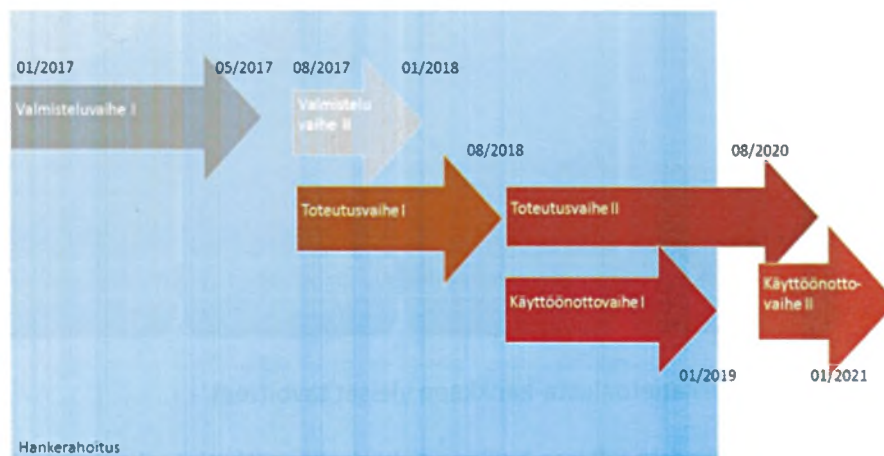 01/2017
05/2017
08/2017
01/2018
Valmisteluvaihe I
Valmistelu
vaihe II
08/2018
08/2020
Toteutusvaihe I
Toteutusvaihe II
Käyttöönottovaihe I
Käyttöönotto-
vaihe II
01/2019
01/2021
Hankerahoitus